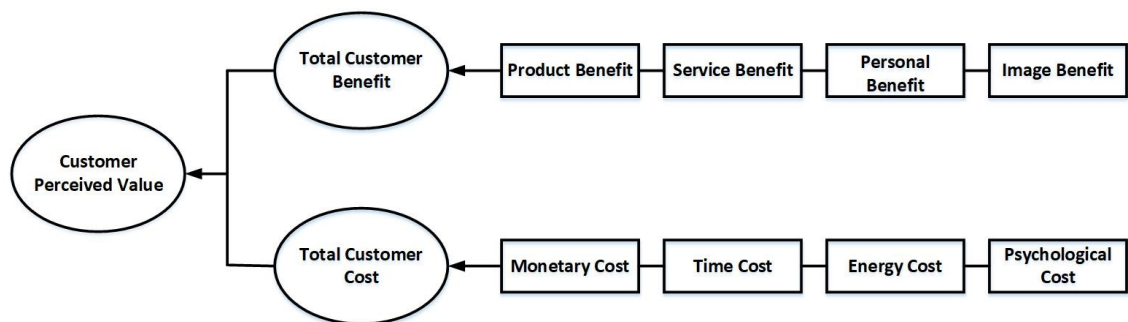 Total Customer
Benefit
Product Benefit
Service Benefit
Personal
Benefit
Image Benefit
Customer
Perceived Value
Total Customer
Cost
Monetary Cost
Time Cost
Energy Cost
Psychological
Cost